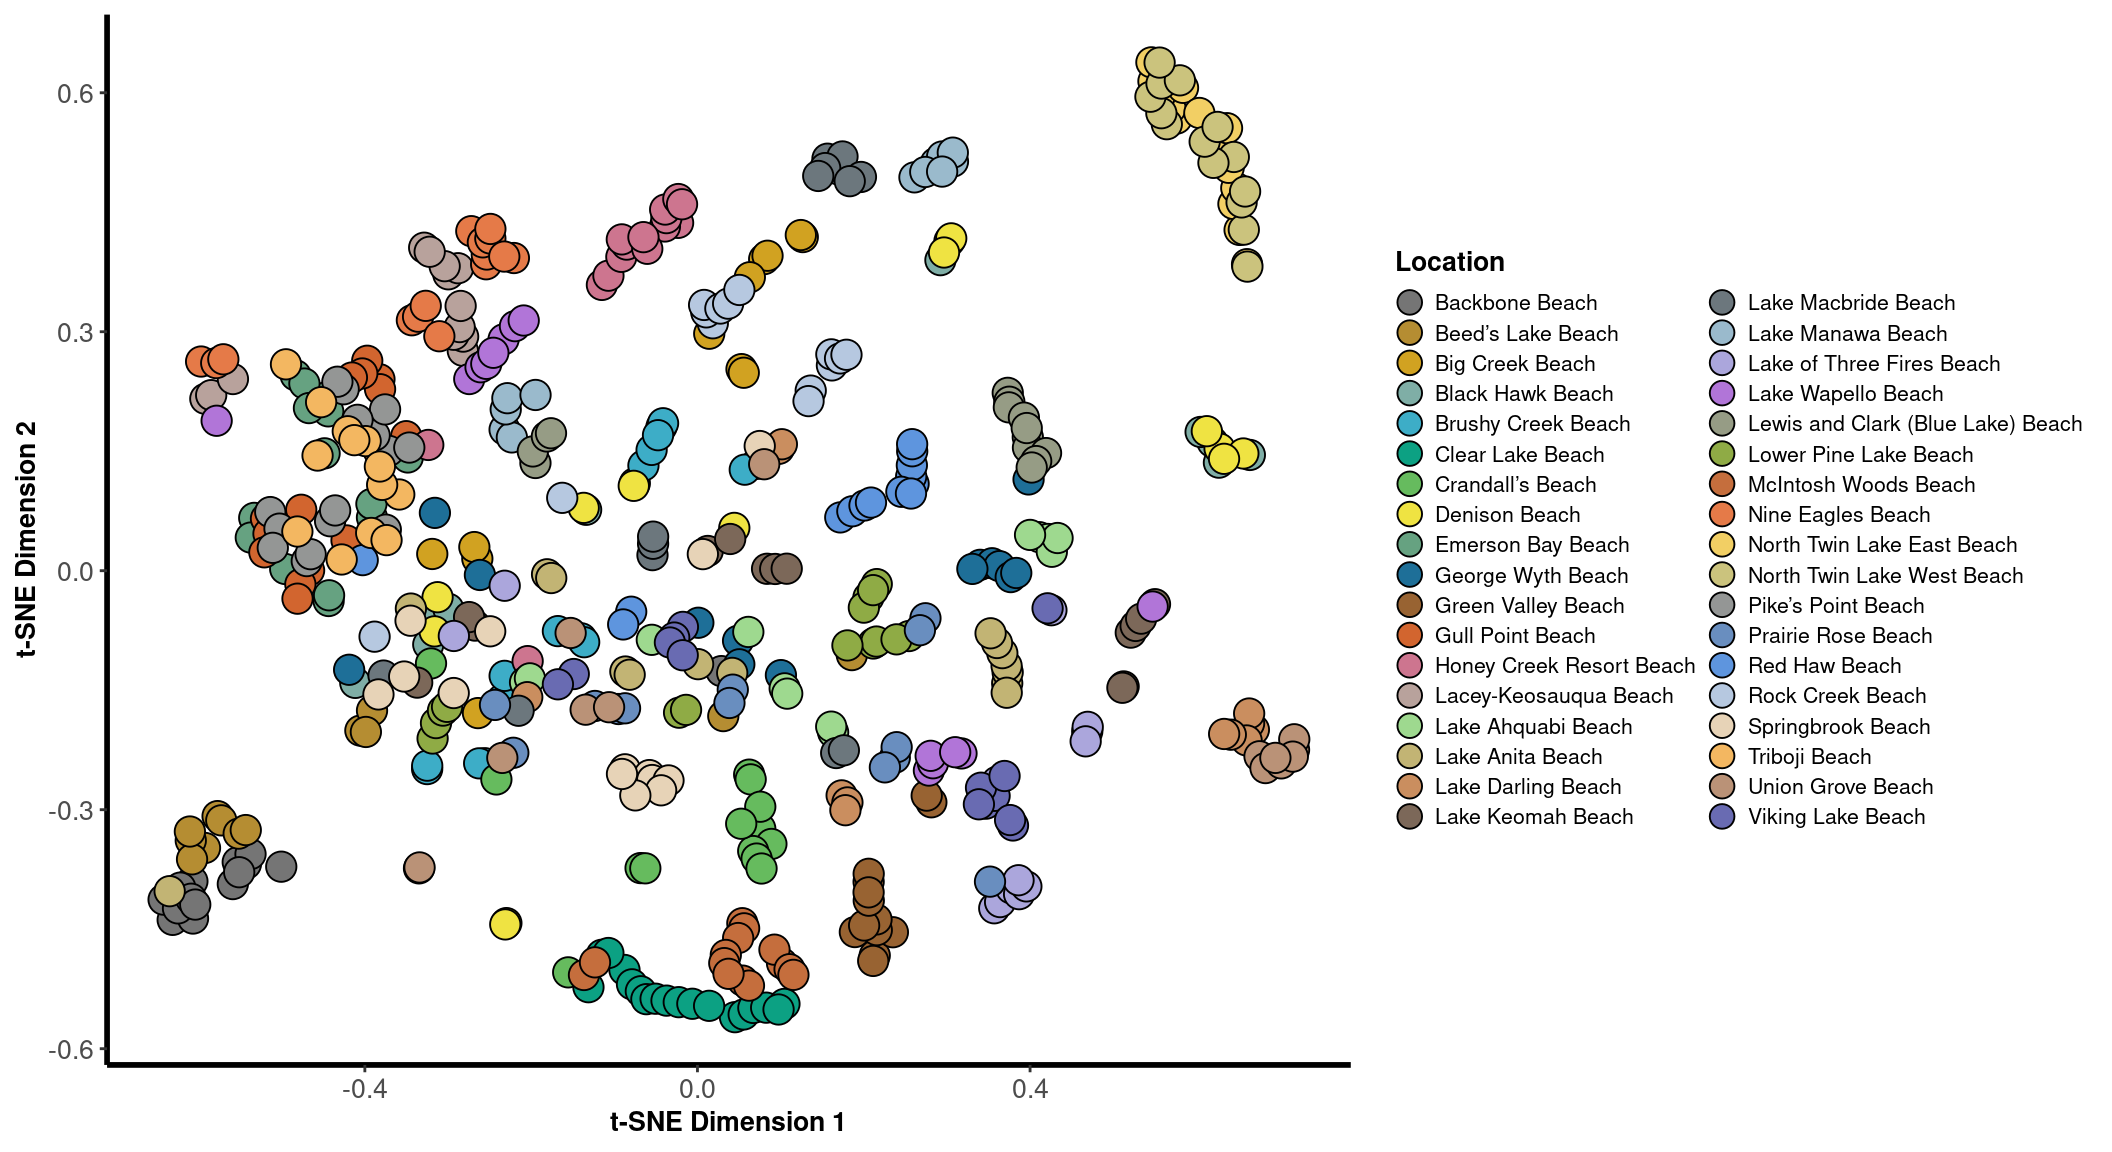 0.6
0.3
0.0
-0.3
-0.6
t-SNE Dimension 2
-0.4
0.0
0.4
t-SNE Dimension 1
Location
Backbone Beach
Beed’s Lake Beach
Big Creek Beach
Black Hawk Beach
Brushy Creek Beach
Clear Lake Beach
Crandall’s Beach
Denison Beach
Emerson Bay Beach
George Wyth Beach
Green Valley Beach
Gull Point Beach
Honey Creek Resort Beach
Lacey-Keosauqua Beach
Lake Ahquabi Beach
Lake Anita Beach
Lake Darling Beach
Lake Keomah Beach
Lake Macbride Beach
Lake Manawa Beach
Lake of Three Fires Beach
Lake Wapello Beach
Lewis and Clark (Blue Lake) Beach
Lower Pine Lake Beach
McIntosh Woods Beach
Nine Eagles Beach
North Twin Lake East Beach
North Twin Lake West Beach
Pike’s Point Beach
Prairie Rose Beach
Red Haw Beach
Rock Creek Beach
Springbrook Beach
Triboji Beach
Union Grove Beach
Viking Lake Beach